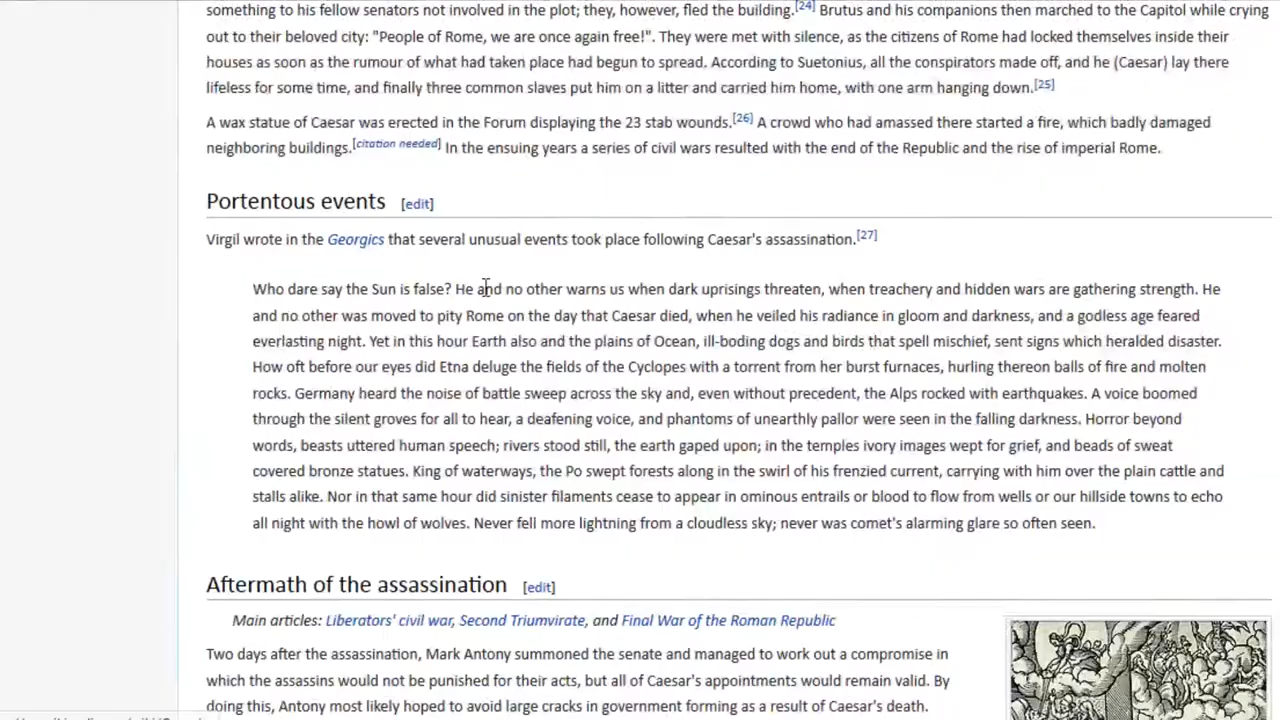 something to his fellow senators not involved in the plot; they, however, fled the building.[24] Brutus and his companions then marched to the Capitol while crying
out to their beloved city: "People of Rome, we are once again free!". They were met with silence, as the citizens of Rome had locked themselves inside their
houses as soon as the rumour of what had taken place had begun to spread. According to Suetonius, all the conspirators made off, and he (Caesar) lay there
lifeless for some time, and finally three common slaves put him on a litter and carried him home, with one arm hanging down.[25]
A wax statue of Caesar was erected in the Forum displaying the 23 stab wounds.[26] A crowd who had amassed there started a fire, which badly damaged
neighboring buildings.[citation needed] In the ensuing years a series of civil wars resulted with the end of the Republic and the rise of imperial Rome.
Portentous events [edit]
Virgil wrote in the Georgics that several unusual events took place following Caesar's assassination.[27]
Who dare say the Sun is false? He and no other warns us when dark uprisings threaten, when treachery and hidden wars are gathering strength. He
and no other was moved to pity Rome on the day that Caesar died, when he veiled his radiance in gloom and darkness, and a godless age feared
everlasting night. Yet in this hour Earth also and the plains of Ocean, ill-boding dogs and birds that spell mischief, sent signs which heralded disaster.
How oft before our eyes did Etna deluge the fields of the Cyclopes with a torrent from her burst furnaces, hurling thereon balls of fire and molten
rocks. Germany heard the noise of battle sweep across the sky and, even without precedent, the Alps rocked with earthquakes. A voice boomed
through the silent groves for all to hear, a deafening voice, and phantoms of unearthly pallor were seen in the falling darkness. Horror beyond
words, beasts uttered human speech; rivers stood still, the earth gaped upon; in the temples ivory images wept for grief, and beads of sweat
covered bronze statues. King of waterways, the Po swept forests along in the swirl of his frenzied current, carrying with him over the plain cattle and
stalls alike. Nor in that same hour did sinister filaments cease to appear in ominous entrails or blood to flow from wells or our hillside towns to echo
all night with the howl of wolves. Never fell more lightning from a cloudless sky; never was comet's alarming glare so often seen.
Aftermath of the assassination [edit]
Main articles: Liberators' civil war, Second Triumvirate, and Final War of the Roman Republic
Two days after the assassination, Mark Antony summoned the senate and managed to work out a compromise in
which the assassins would not be punished for their acts, but all of Caesar's appointments would remain valid. By
doing this, Antony most likely hoped to avoid large cracks in government forming as a result of Caesar's death.